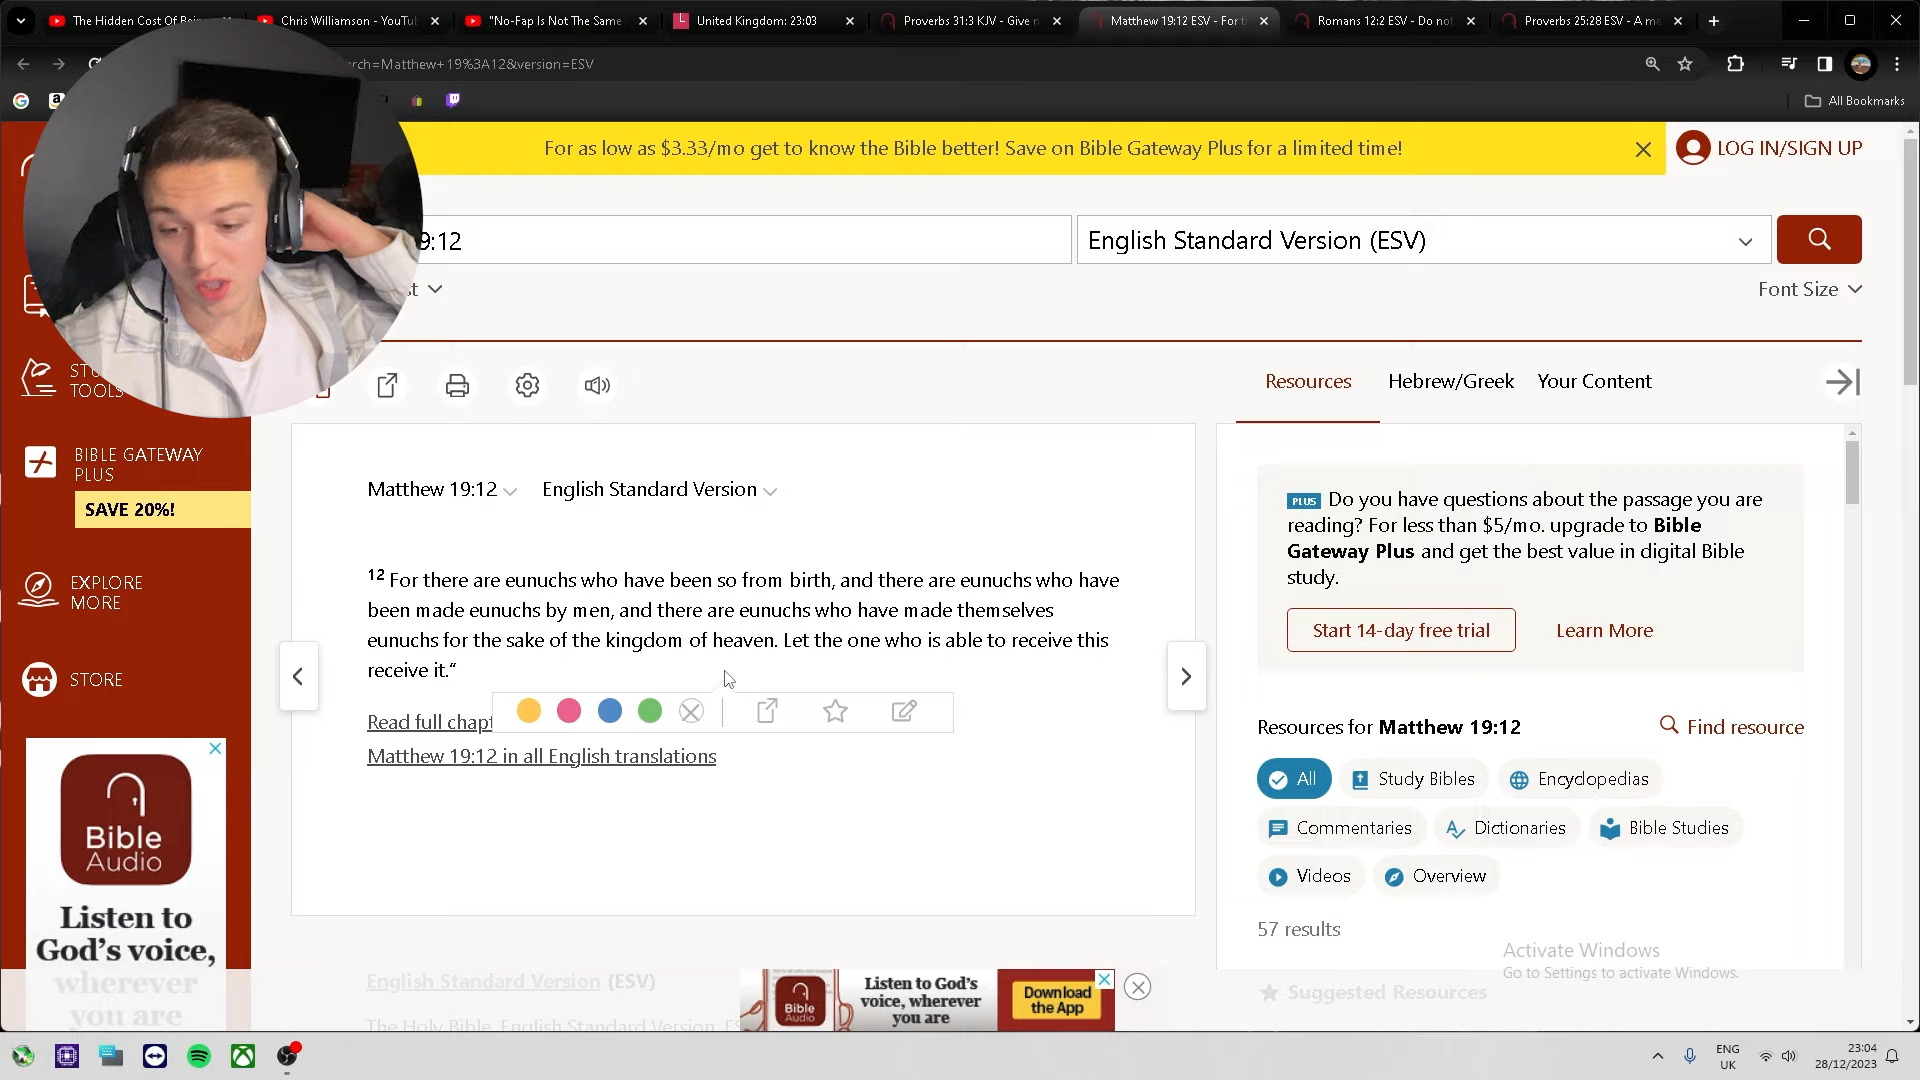 The Hidden Cost Of
Chris Williamson - YouTu
"No-Fap Is Not The Same
United Kingdom: 23:03
Proverbs 31:3 KJV - Give
Matthew 19:12 ESV - For
Romans 12:2 ESV - Do no
Proverbs 25:28 ESV - A m
rch=Matthew+19%3A12&version=ESV
All Bookmarks
For as low as $3.33/mo get to know the Bible better! Save on Bible Gateway Plus for a limited time!
LOG IN/SIGN UP
9:12
English Standard Version (ESV)
st
Font Size
TOOLS
Resources
Hebrew/Greek
Your Content
BIBLE GATEWAY
PLUS
SAVE 20%!
EXPLORE
MORE
STORE
Matthew 19:12
English Standard Version
12 For there are eunuchs who have been so from birth, and there are eunuchs who have
been made eunuchs by men, and there are eunuchs who have made themselves
eunuchs for the sake of the kingdom of heaven. Let the one who is able to receive this
receive it.“
Read full chapt
Matthew 19:12 in all English translations
PLUS Do you have questions about the passage you are
reading? For less than $5/mo. upgrade to Bible
Gateway Plus and get the best value in digital Bible
study.
Start 14-day free trial
Learn More
Resources for Matthew 19:12
Find resource
All
Study Bibles
Encyclopedias
Commentaries
Dictionaries
Bible Studies
Videos
Overview
57 results
Suggested Resources
Activate Windows
Go to Settings to activate Windows.
Bible
Audio
Listen to
God's voice,
wherever
you are
English Standard Version (ESV)
The Holy Bible, English Standard Version. ES
Bible
Audio
Listen to God's
voice, wherever
you are
Download
the App
ENG
UK
23:04
28/12/2023